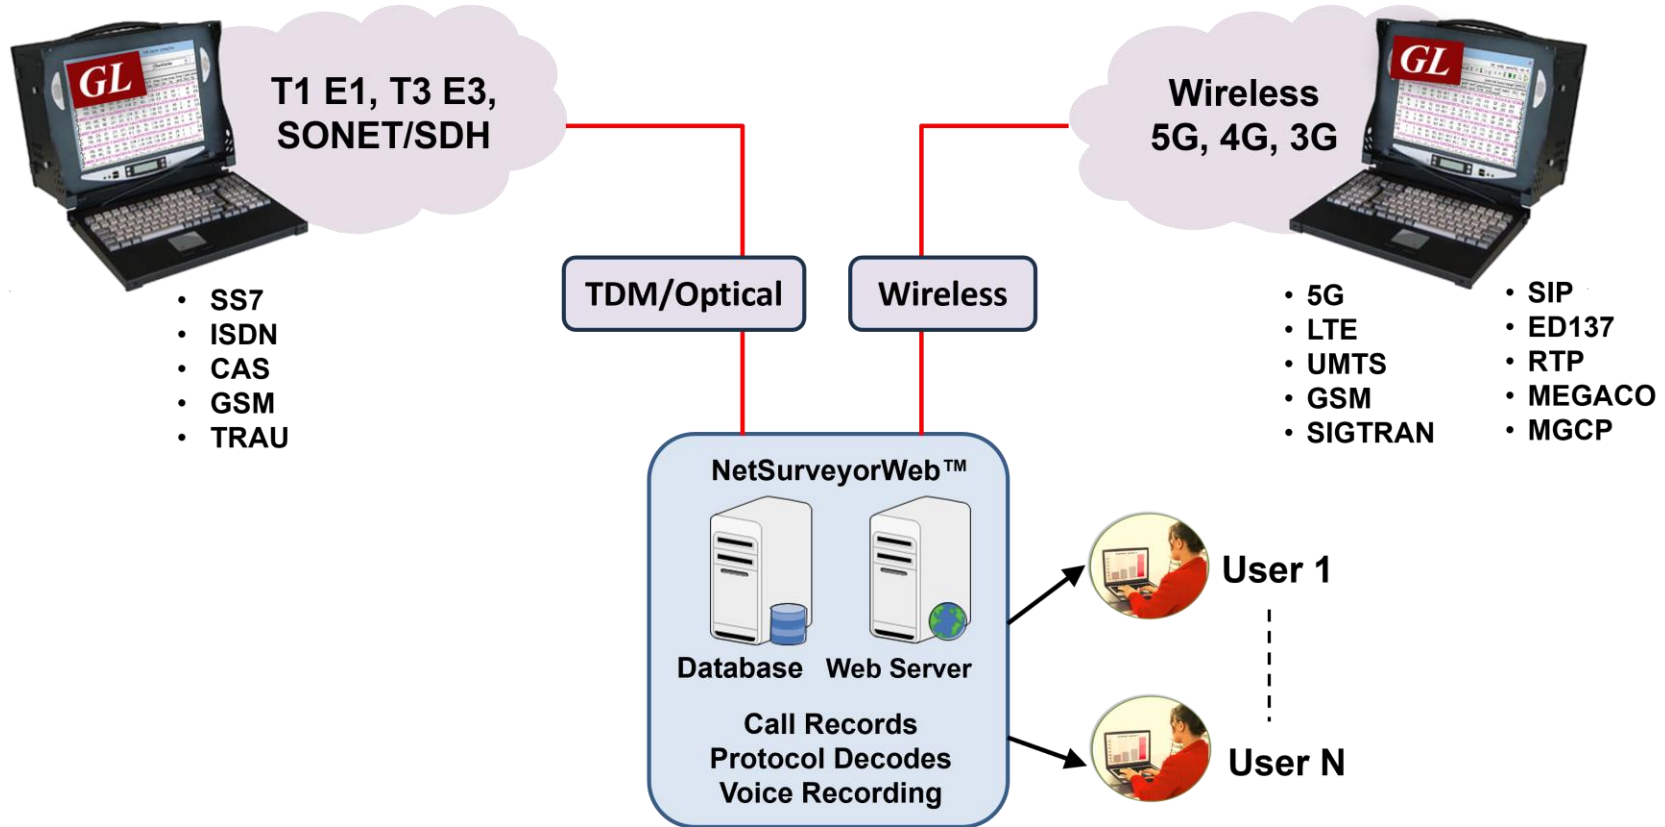 GL
T1 E1, T3 E3,
SONET/SDH
Wireless
5G, 4G, 3G
GL
TDM/Optical
Wireless
• SS7
• ISDN
• CAS
• GSM
• TRAU
• 5G
• LTE
• UMTS
• GSM
• SIGTRAN
• SIP
• ED137
• RTP
• MEGACO
• MGCP
NetSurveyorWeb™
Database
Web Server
Call Records
Protocol Decodes
Voice Recording
User 1
User N